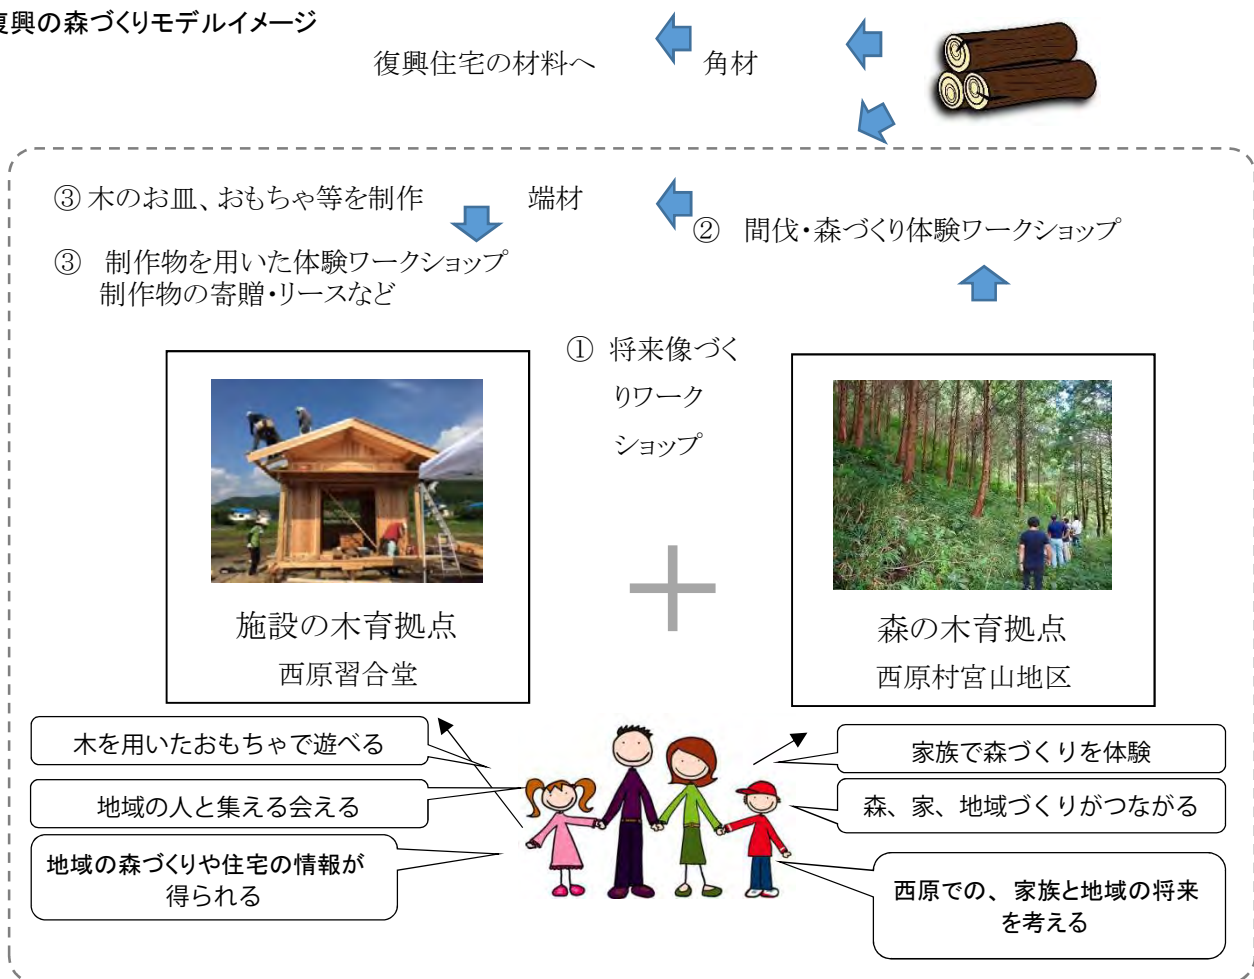 復興の森づくりモデルイメージ
復興住宅の材料へ
角材
③ 木のお皿、おもちゃ等を制作
端材
② 間伐・森づくり体験ワークショップ
③ 制作物を用いた体験ワークショップ
制作物の寄贈・リースなど
① 将来像づく
りワーク
ショップ
施設の木育拠点
西原習合堂
森の木育拠点
西原村宮山地区
木を用いたおもちゃで遊べる
地域の人と集える会える
地域の森づくりや住宅の情報が
得られる
家族で森づくりを体験
森、家、地域づくりがつながる
西原での、家族と地域の将来
を考える